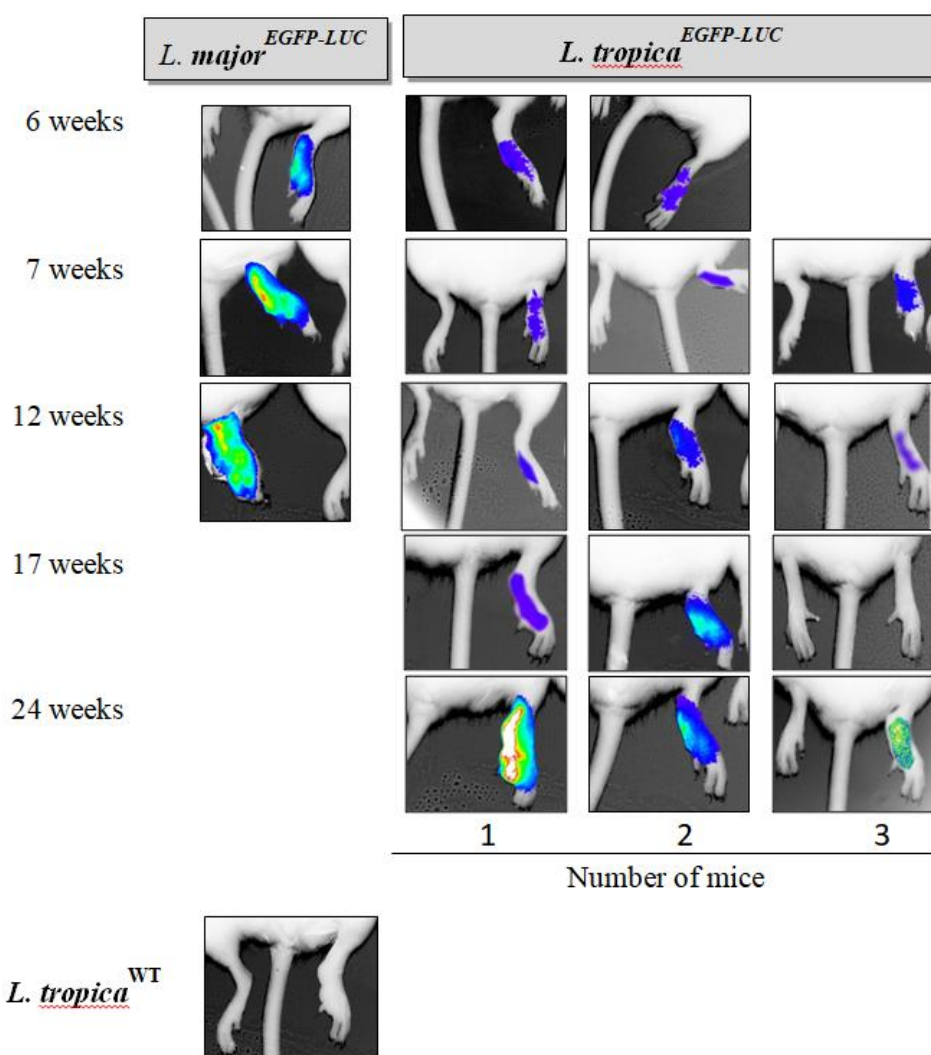 L. major EGFP-LUC
L. tropica EGFP-LUC
6 weeks
7 weeks
12 weeks
17 weeks
24 weeks
1 2 3
Number of mice
L. tropica WT